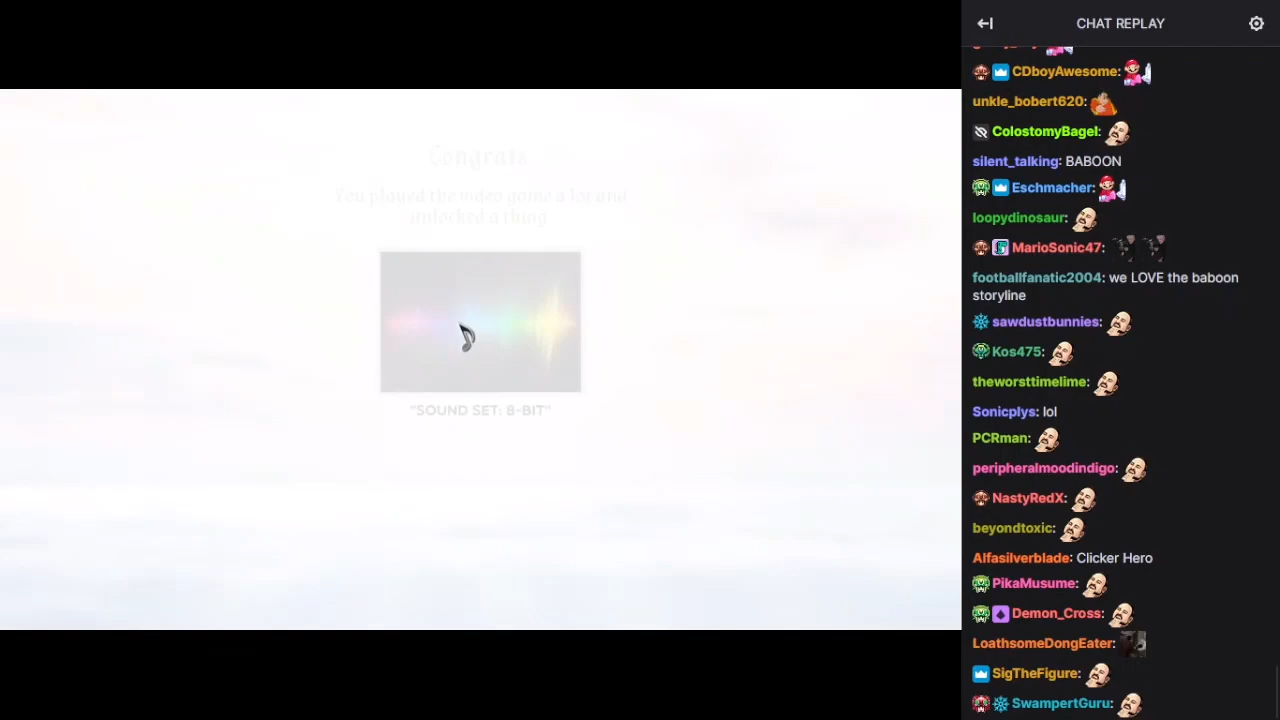 CHAT REPLAY
CDboyAwesome:
unkle_bobert620:
ColostomyBagel:
silent_talking: BABOON
Eschmacher:
loopydinosaur:
MarioSonic47:
footballfanatic2004: we LOVE the baboon
storyline
sawdustbunnies:
Kos475:
theworsttimelime:
Sonicplys: lol
PCRman:
peripheralmoodindigo:
NastyRedX:
beyondtoxic:
Alfasilverblade: Clicker Hero
PikaMusume:
Demon_Cross:
LoathsomeDongEater:
SigTheFigure:
SwampertGuru:
Congrats
You played the video game a lot and
unlocked a thing
"SOUND SET: 8-BIT"